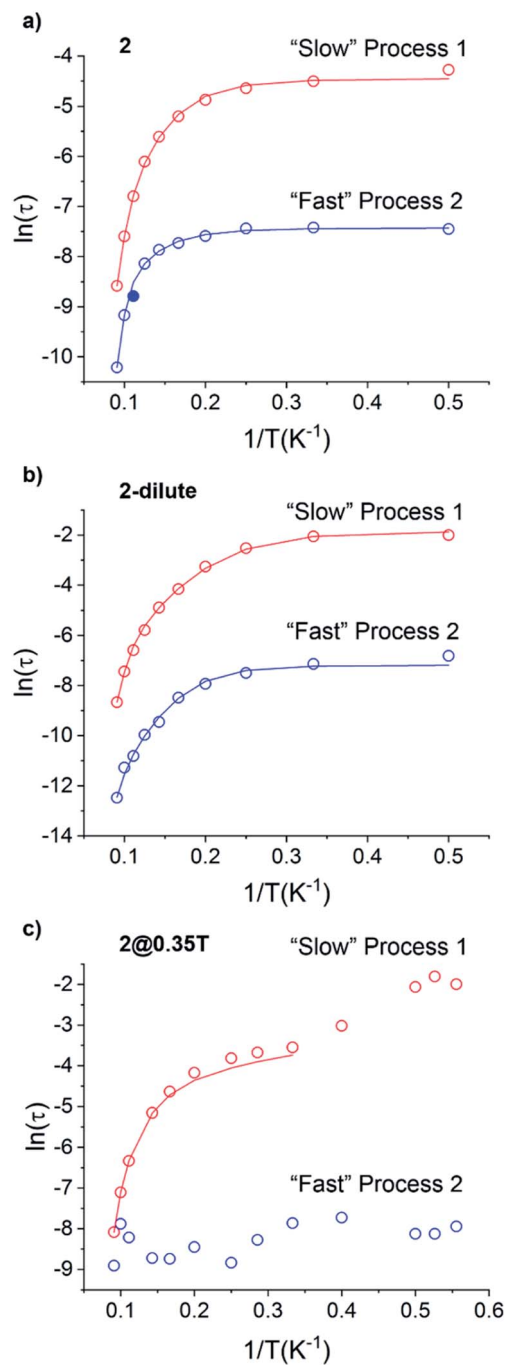 a)
2
"Slow" Process 1
"Fast" Process 2
-4
-5
-6
-7
-8
-9
-10
ln(τ)
0.1 0.2 0.3 0.4 0.5
1/T(K⁻¹)
b)
2-dilute
"Slow" Process 1
"Fast" Process 2
-2
-4
-6
-8
-10
-12
-14
ln(τ)
0.1 0.2 0.3 0.4 0.5
1/T(K⁻¹)
c)
2@0.35T
"Slow" Process 1
"Fast" Process 2
-2
-3
-4
-5
-6
-7
-8
-9
ln(τ)
0.1 0.2 0.3 0.4 0.5 0.6
1/T(K⁻¹)